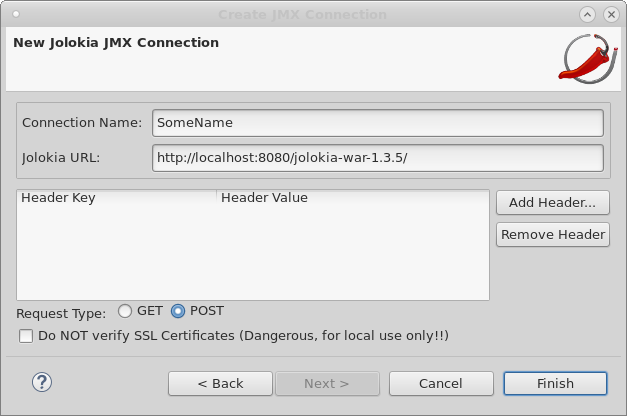 Create JMX Connection
New Jolokia JMX Connection
Connection Name: SomeName
Jolokia URL: http://localhost:8080/jolokia-war-1.3.5/
Header Key Header Value
Add Header...
Remove Header
Request Type: GET POST
Do NOT verify SSL Certificates (Dangerous, for local use only!!)
? < Back Next > Cancel Finish